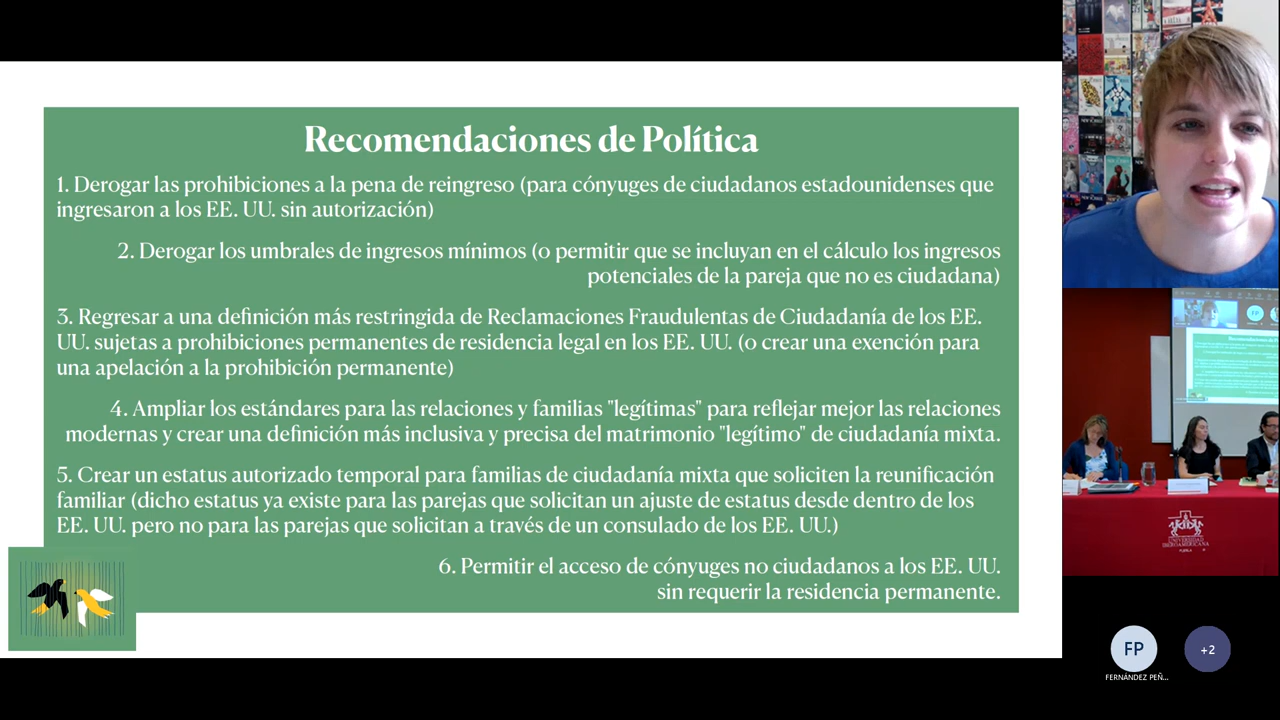 Recomendaciones de Política
1. Derogar las prohibiciones a la pena de reingreso (para cónyuges de ciudadanos estadounidenses que
ingresaron a los EE. UU. sin autorización)
2. Derogar los umbrales de ingresos mínimos (o permitir que se incluyan en el cálculo los ingresos
potenciales de la pareja que no es ciudadana)
3. Regresar a una definición más restringida de Reclamaciones Fraudulentas de Ciudadanía de los EE.
UU. sujetas a prohibiciones permanentes de residencia legal en los EE. UU. (o crear una exención para
una apelación a la prohibición permanente)
4. Ampliar los estándares para las relaciones y familias "legítimas" para reflejar mejor las relaciones
modernas y crear una definición más inclusiva y precisa del matrimonio "legítimo" de ciudadanía mixta.
5. Crear un estatus autorizado temporal para familias de ciudadanía mixta que soliciten la reunificación
familiar (dicho estatus ya existe para las parejas que solicitan un ajuste de estatus desde dentro de los
EE. UU. pero no para las parejas que solicitan a través de un consulado de los EE. UU.)
6. Permitir el acceso de cónyuges no ciudadanos a los EE. UU.
sin requerir la residencia permanente.
UNIVERSIDAD
IBEROAMERICANA
PUEBLA
FP
+2
FERNÁNDEZ PEÑ...